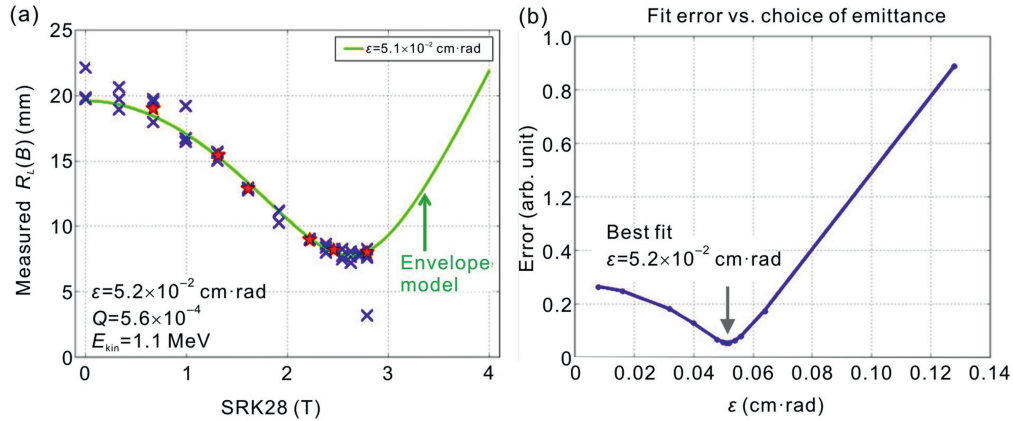 (a)
25
20
15
10
5
0
Measured R_L(B) (mm)
ε=5.1×10⁻² cm·rad
Envelope
model
ε=5.2×10⁻² cm·rad
Q=5.6×10⁻⁴
E_kin=1.1 MeV
0 1 2 3 4
SRK28 (T)
(b)
Fit error vs. choice of emittance
1.0
0.8
0.6
1.2
0.4
0.2
0
Error (arb. unit)
Best fit
ε=5.2×10⁻² cm·rad
0 0.02 0.04 0.06 0.08 0.10 0.12 0.14
ε (cm·rad)